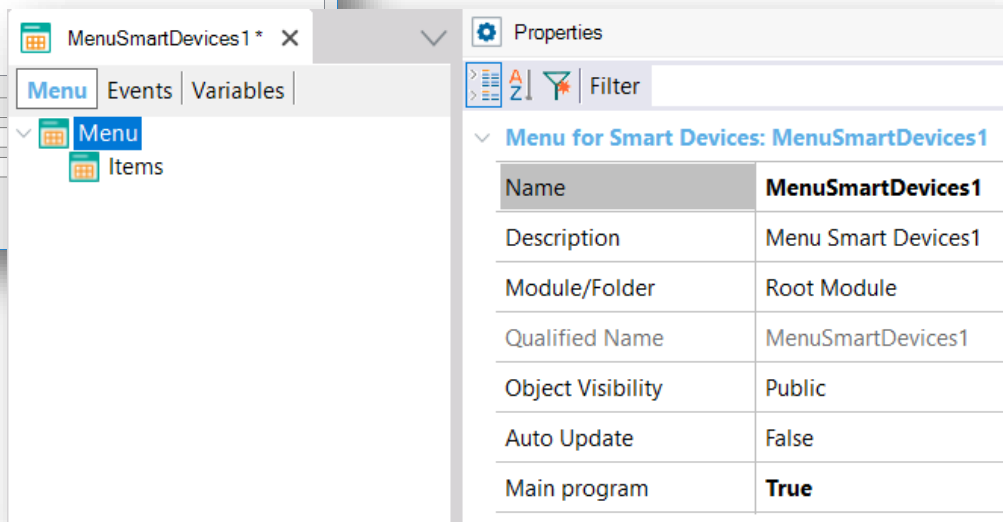 MenuSmartDevices1*
Menu Events Variables
Menu
Items
Properties
Filter
Menu for Smart Devices: MenuSmartDevices1
Name MenuSmartDevices1
Description Menu Smart Devices1
Module/Folder Root Module
Qualified Name MenuSmartDevices1
Object Visibility Public
Auto Update False
Main program True